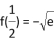 f(1/2) = −√e